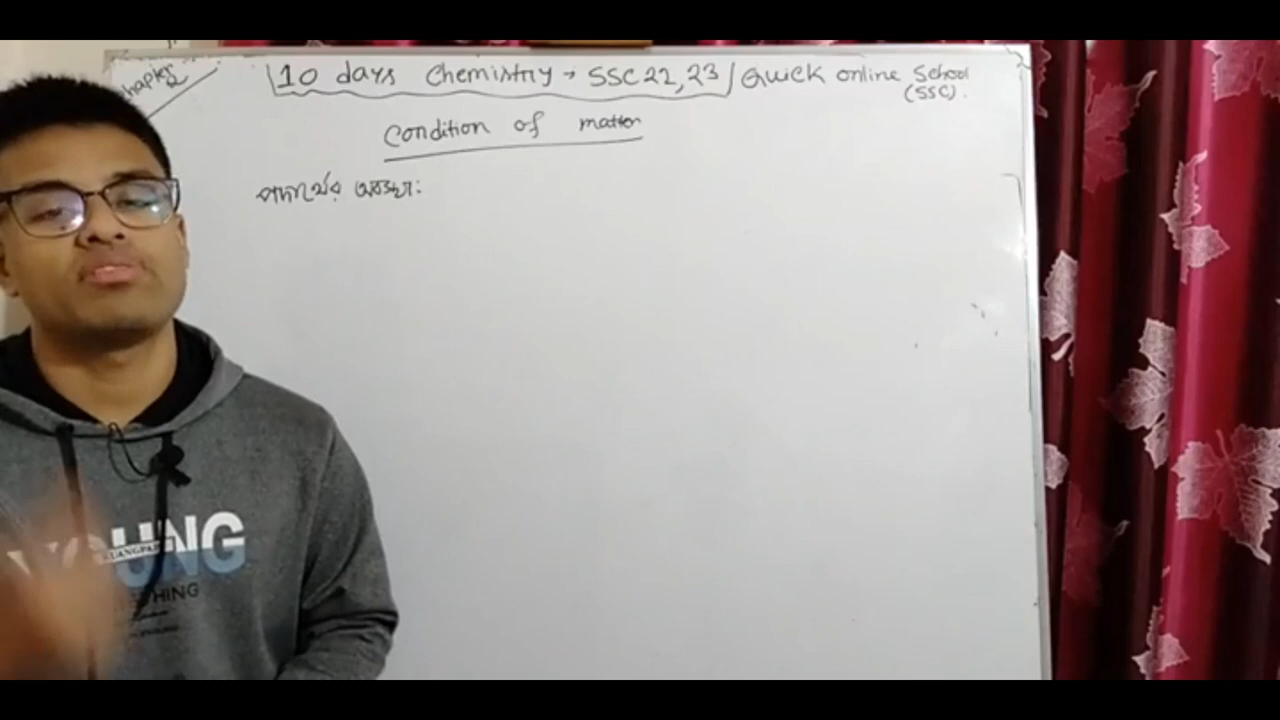 Chapter 2
10 days Chemistry → SSC 22, 23 / Quick online School
(SSC).
Condition of matter
পদার্থের অবস্থা:
YOUNG